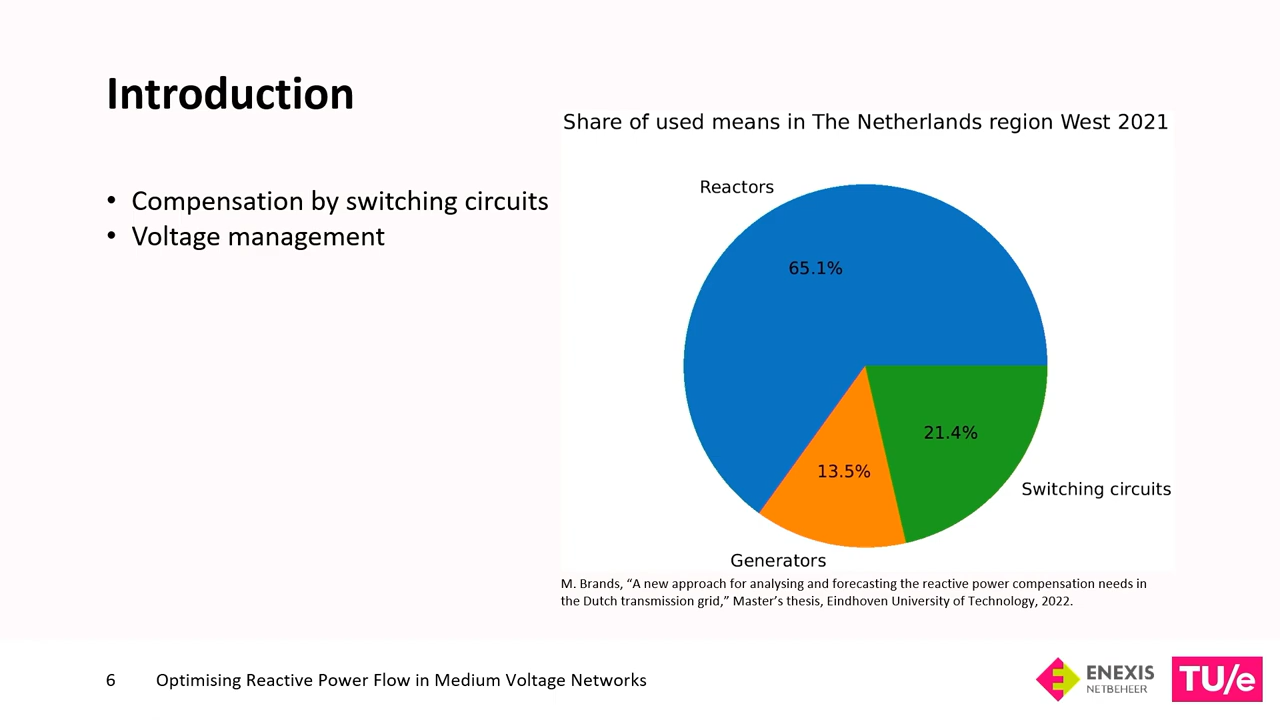 Introduction
• Compensation by switching circuits
• Voltage management
Share of used means in The Netherlands region West 2021
Reactors
65.1%
21.4%
13.5%
Switching circuits
Generators
M. Brands, “A new approach for analysing and forecasting the reactive power compensation needs in
the Dutch transmission grid,” Master’s thesis, Eindhoven University of Technology, 2022.
6 Optimising Reactive Power Flow in Medium Voltage Networks
ENEXIS
NETBEHEER
TU/e